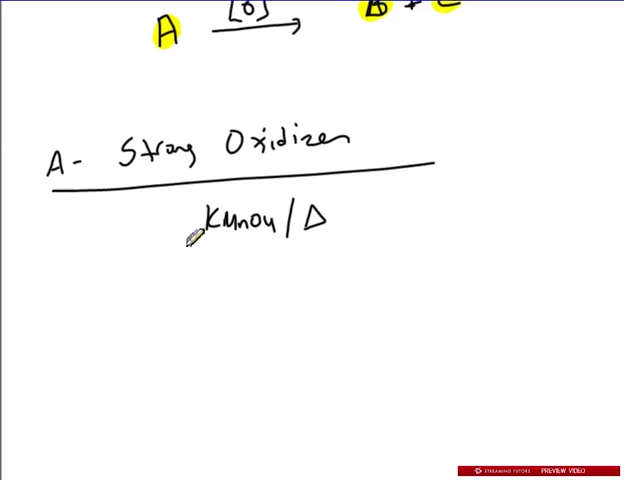 A [O] → B + C
A - Strong Oxidizer
KMnO4 / Δ
STREAMING TUTORS PREVIEW VIDEO